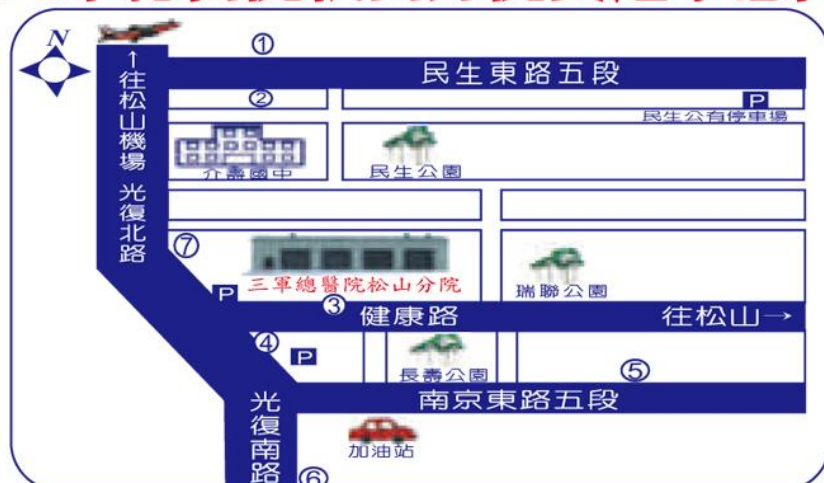 N
①
↑往松山機場 光復北路
民生東路五段
②
P
民生公有停車場
介壽國中
民生公園
⑦
三軍總醫院松山分院
瑞聯公園
P
③
健康路
往松山→
④
P
長壽公園
⑤
光復南路
南京東路五段
加油站
⑥